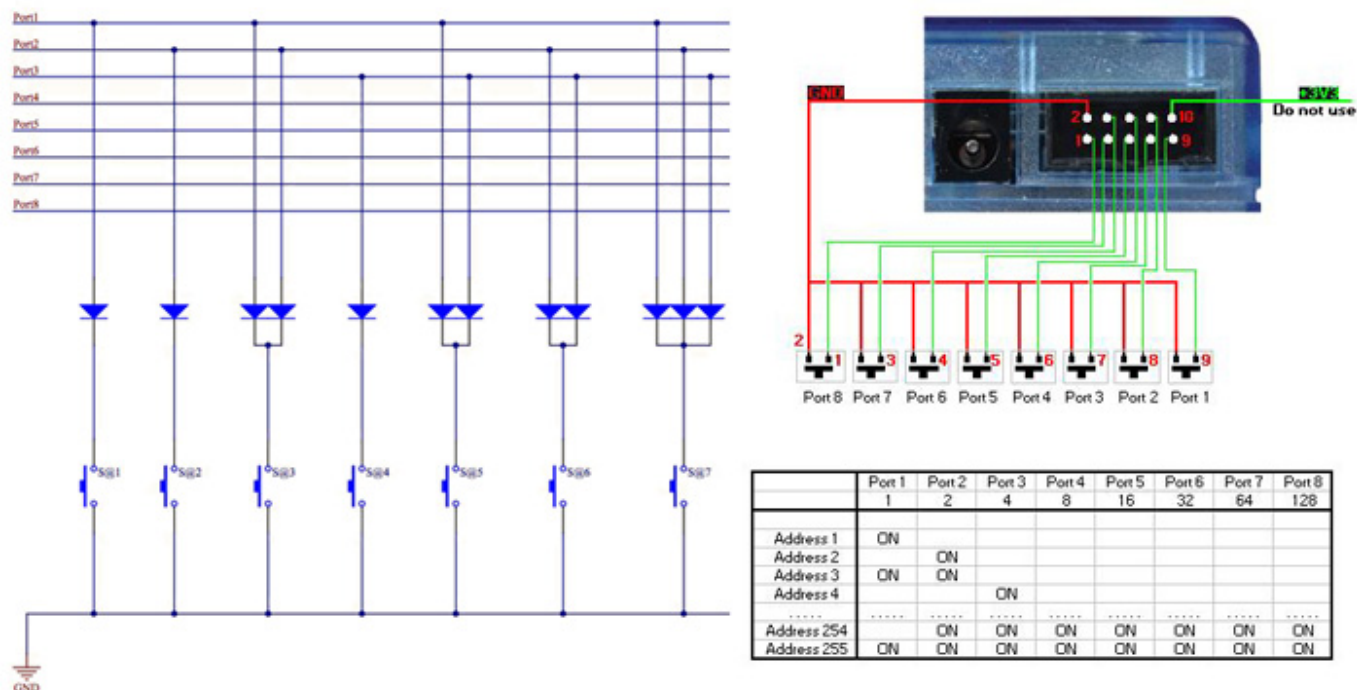 Port1
Port2
Port3
Port4
Port5
Port6
Port7
Port8
S@1 S@2 S@3 S@4 S@5 S@6 S@7
GND
GND +3V3
Do not use
2 10
1 9
2
1 3 4 5 6 7 8 9
Port 8 Port 7 Port 6 Port 5 Port 4 Port 3 Port 2 Port 1
Port 1 Port 2 Port 3 Port 4 Port 5 Port 6 Port 7 Port 8
1 2 4 8 16 32 64 128
Address 1 ON
Address 2 ON
Address 3 ON ON
Address 4 ON
..... ..... ..... ..... ..... ..... ..... ..... .....
Address 254 ON ON ON ON ON ON ON
Address 255 ON ON ON ON ON ON ON ON